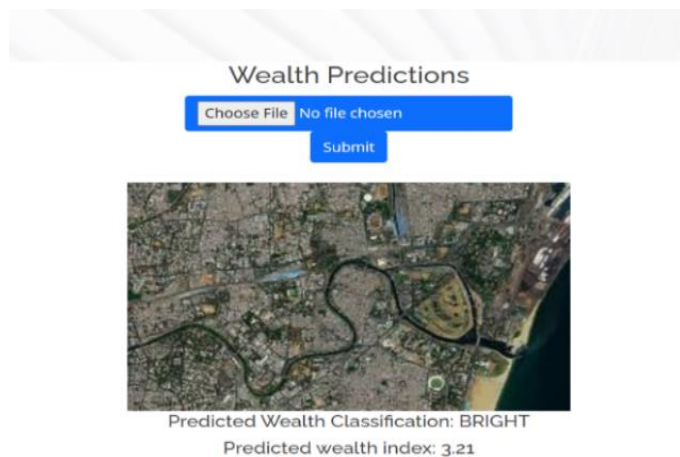 Wealth Predictions
Choose File No file chosen
Submit
Predicted Wealth Classification: BRIGHT
Predicted wealth index: 3.21